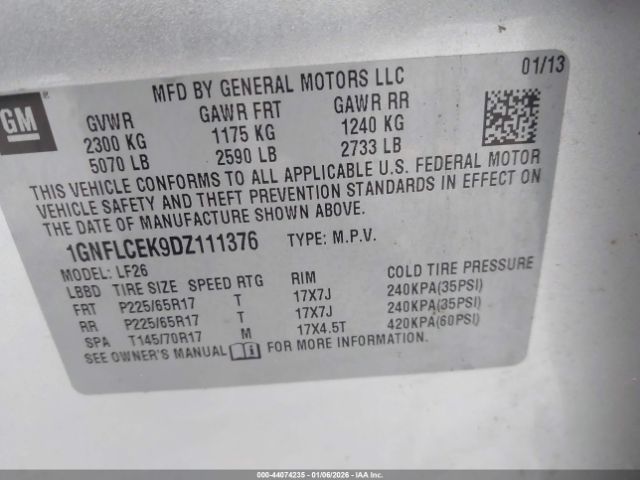 GM
MFD BY GENERAL MOTORS LLC 01/13
GVWR GAWR FRT GAWR RR
2300 KG 1175 KG 1240 KG
5070 LB 2590 LB 2733 LB
THIS VEHICLE CONFORMS TO ALL APPLICABLE U.S. FEDERAL MOTOR
VEHICLE SAFETY AND THEFT PREVENTION STANDARDS IN EFFECT ON
THE DATE OF MANUFACTURE SHOWN ABOVE.
1GNFLCEK9DZ111376 TYPE: M.P.V.
MODEL: LF26
LBBD TIRE SIZE SPEED RTG RIM COLD TIRE PRESSURE
FRT P225/65R17 T 17X7J 240KPA(35PSI)
RR P225/65R17 T 17X7J 240KPA(35PSI)
SPA T145/70R17 M 17X4.5T 420KPA(60PSI)
SEE OWNER'S MANUAL FOR MORE INFORMATION.
000-44074235 - 01/06/2026 - IAAI PUBLIC